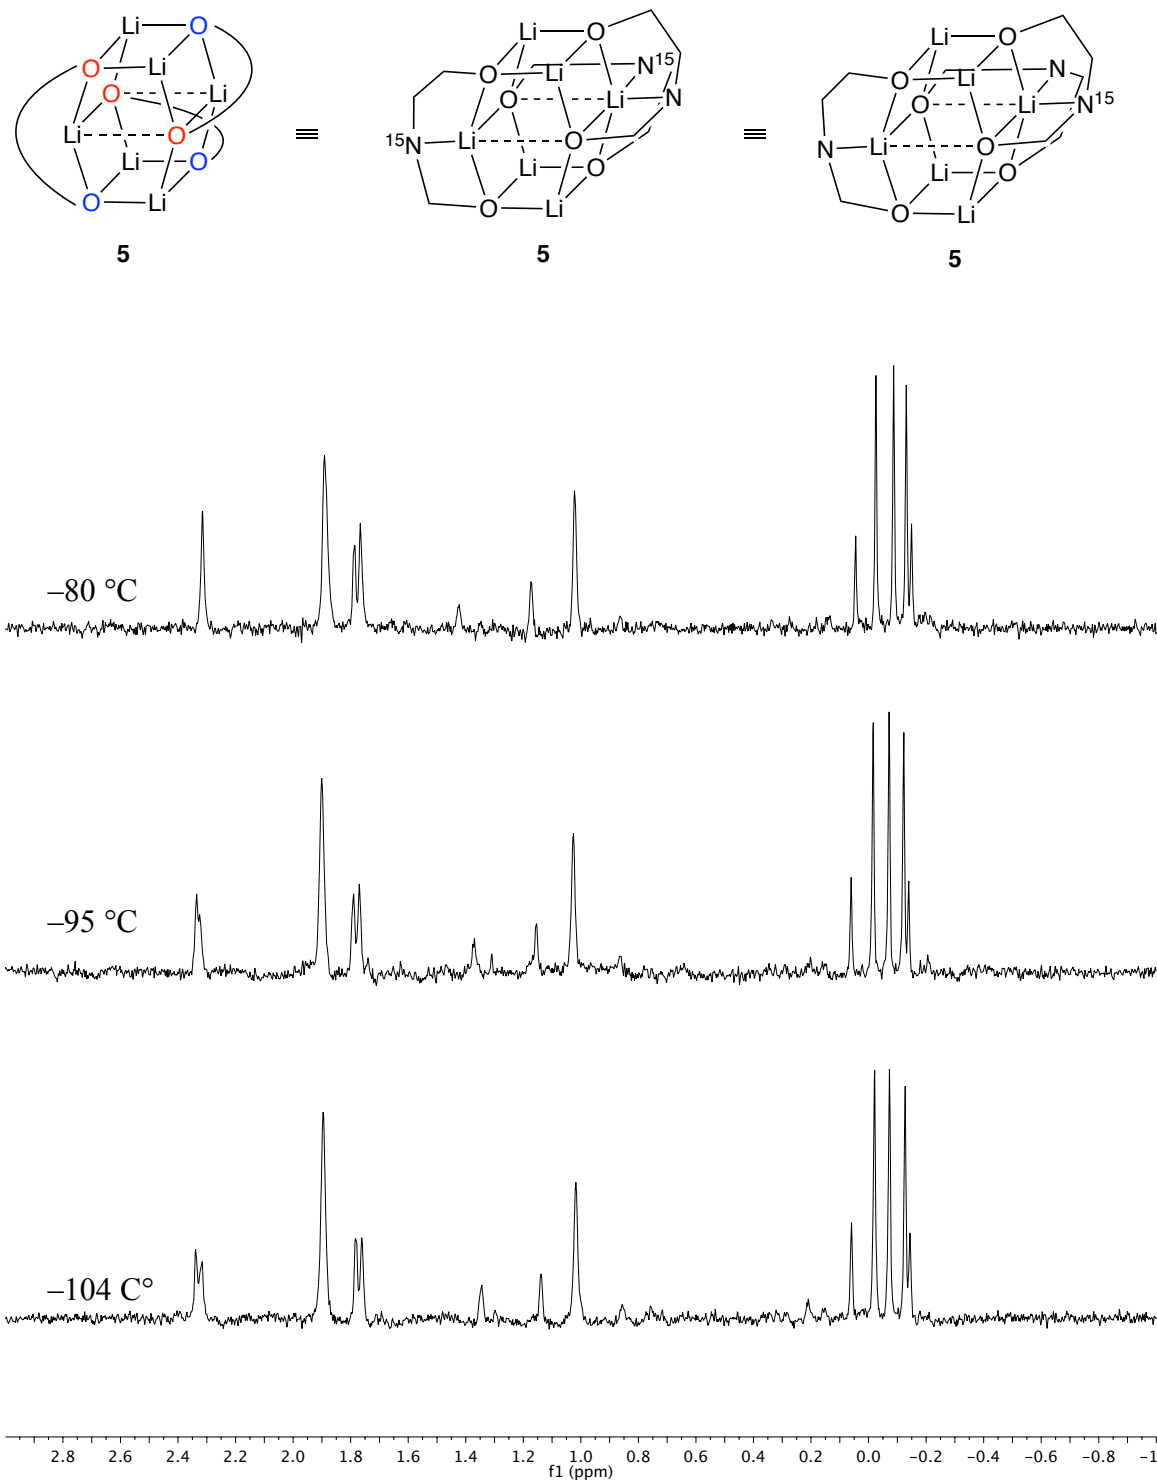 Li O Li O Li O
O Li O Li O Li
O Li O Li O Li
Li O ≡ 15N Li O ≡ N Li O
Li O Li O Li O
O Li O Li O Li
N15 N
Li N Li N15
5 5 5
–80 °C
–95 °C
–104 C°
2.8 2.6 2.4 2.2 2.0 1.8 1.6 1.4 1.2 1.0 0.8 0.6 0.4 0.2 0.0 −0.2 −0.4 −0.6 −0.8 −1
f1 (ppm)